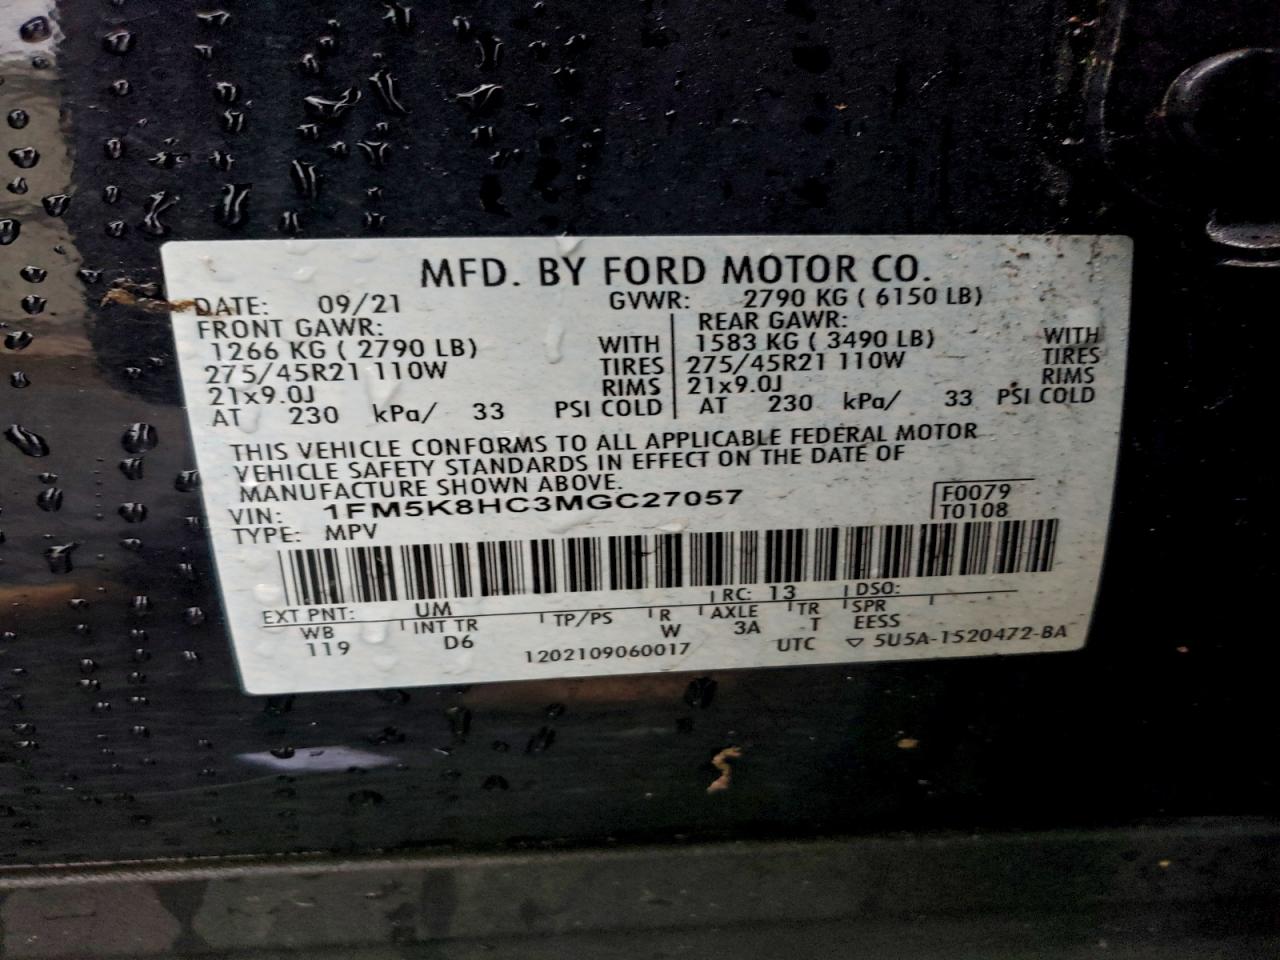 MFD. BY FORD MOTOR CO.
DATE: 09/21 GVWR: 2790 KG ( 6150 LB)
FRONT GAWR: REAR GAWR:
1266 KG ( 2790 LB) WITH 1583 KG ( 3490 LB) WITH
275/45R21 110W TIRES 275/45R21 110W TIRES
21x9.0J RIMS 21x9.0J RIMS
AT 230 kPa/ 33 PSI COLD AT 230 kPa/ 33 PSI COLD
THIS VEHICLE CONFORMS TO ALL APPLICABLE FEDERAL MOTOR
VEHICLE SAFETY STANDARDS IN EFFECT ON THE DATE OF
MANUFACTURE SHOWN ABOVE.
VIN: 1FM5K8HC3MGC27057 F0079
TYPE: MPV T0108
EXT PNT: UM RC: 13 DSO:
WB INT TR TP/PS R AXLE TR SPR
119 D6 W 3A T EESS
1202109060017 UTC ▽ 5U5A-1520472-BA